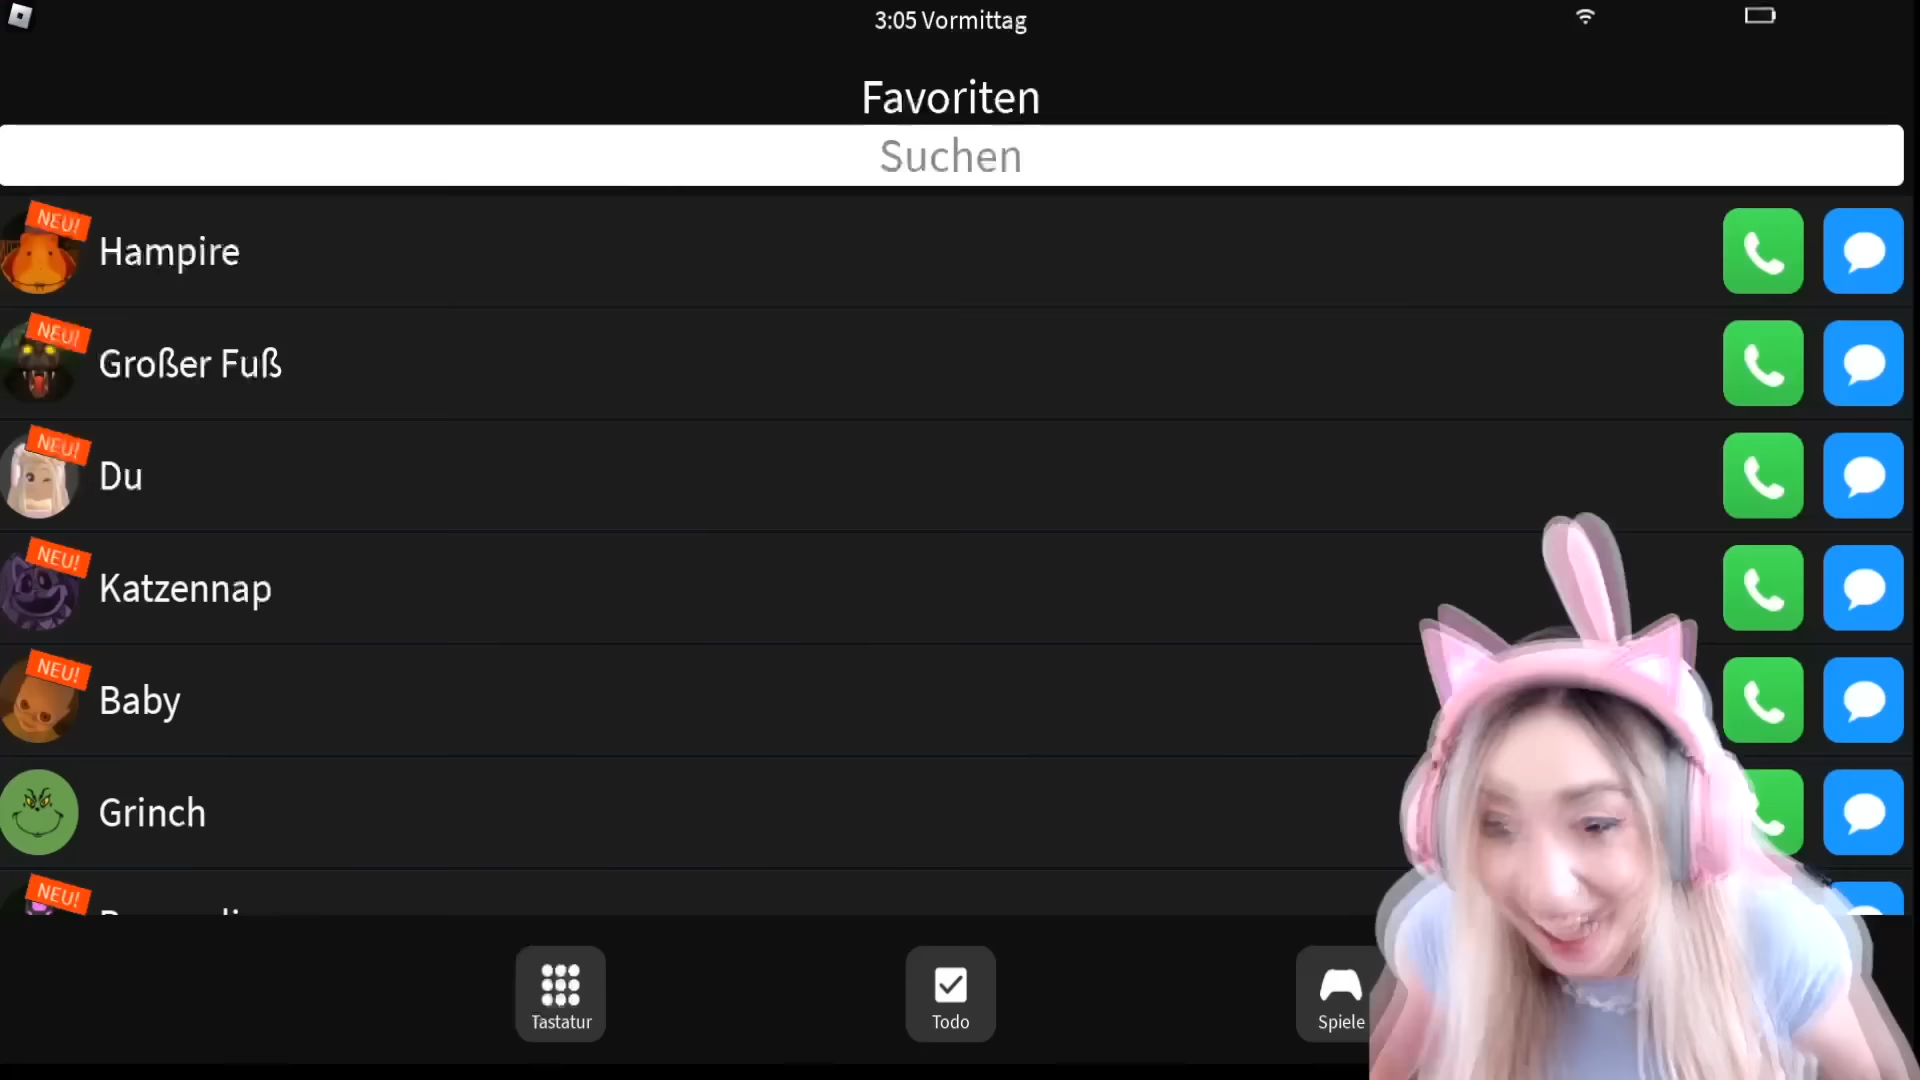 3:05 Vormittag
Favoriten
Suchen
NEU!
Hampire
NEU!
Großer Fuß
NEU!
Du
NEU!
Katzennap
NEU!
Baby
Grinch
NEU!
Tastatur
Todo
Spiele